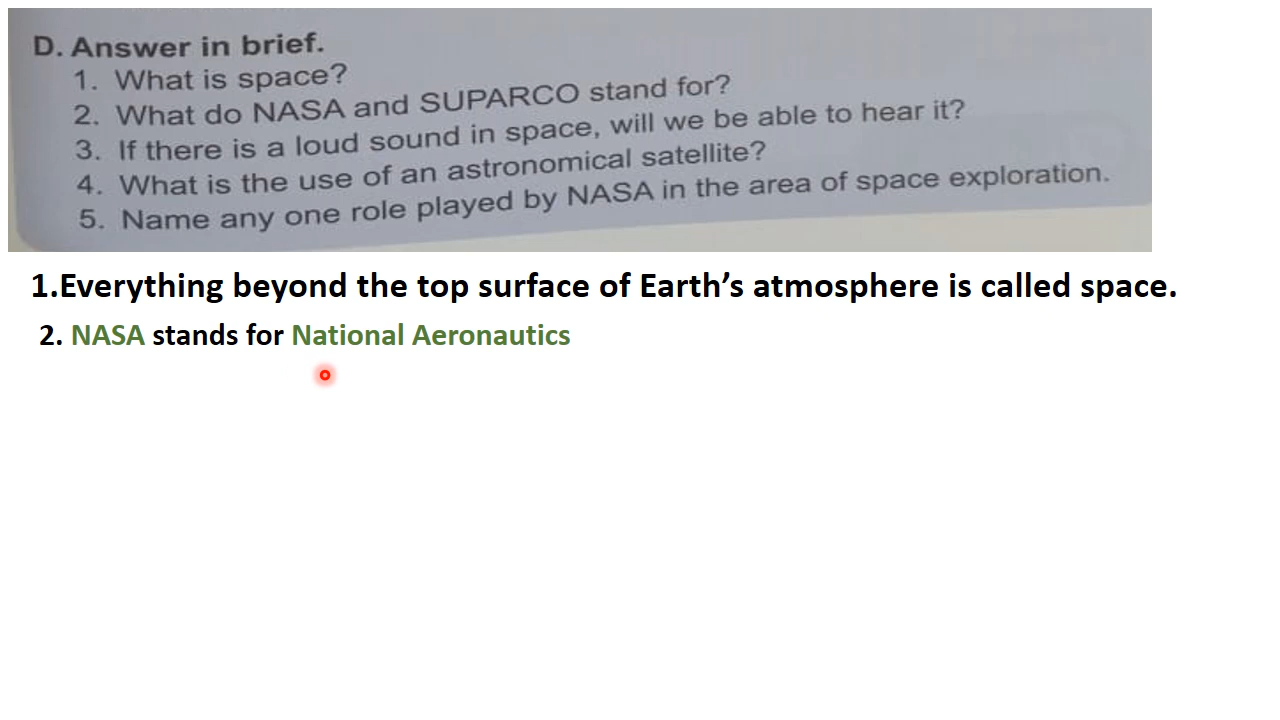 D. Answer in brief.
1. What is space?
2. What do NASA and SUPARCO stand for?
3. If there is a loud sound in space, will we be able to hear it?
4. What is the use of an astronomical satellite?
5. Name any one role played by NASA in the area of space exploration.
1.Everything beyond the top surface of Earth’s atmosphere is called space.
2. NASA stands for National Aeronautics